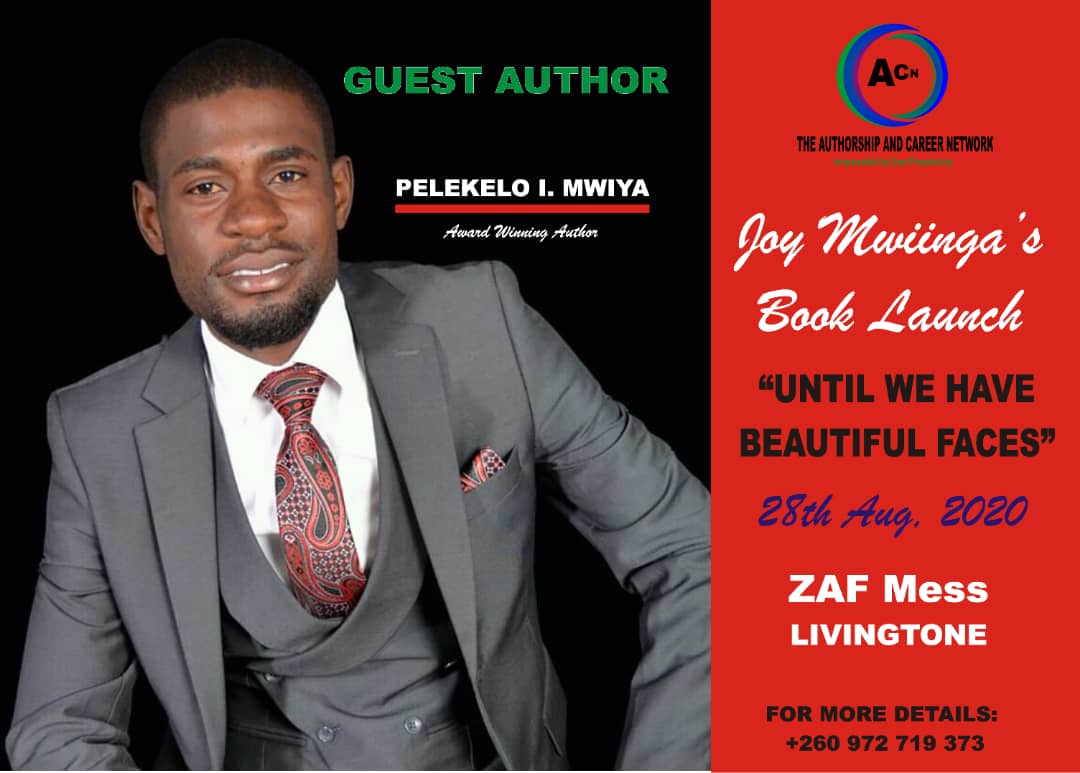 GUEST AUTHOR
PELEKELO I. MWIYA
Award Winning Author
ACN
THE AUTHORSHIP AND CAREER NETWORK
Joy Mwiinga's
Book Launch
“UNTIL WE HAVE
BEAUTIFUL FACES”
28th Aug, 2020
ZAF Mess
LIVINGTONE
FOR MORE DETAILS:
+260 972 719 373